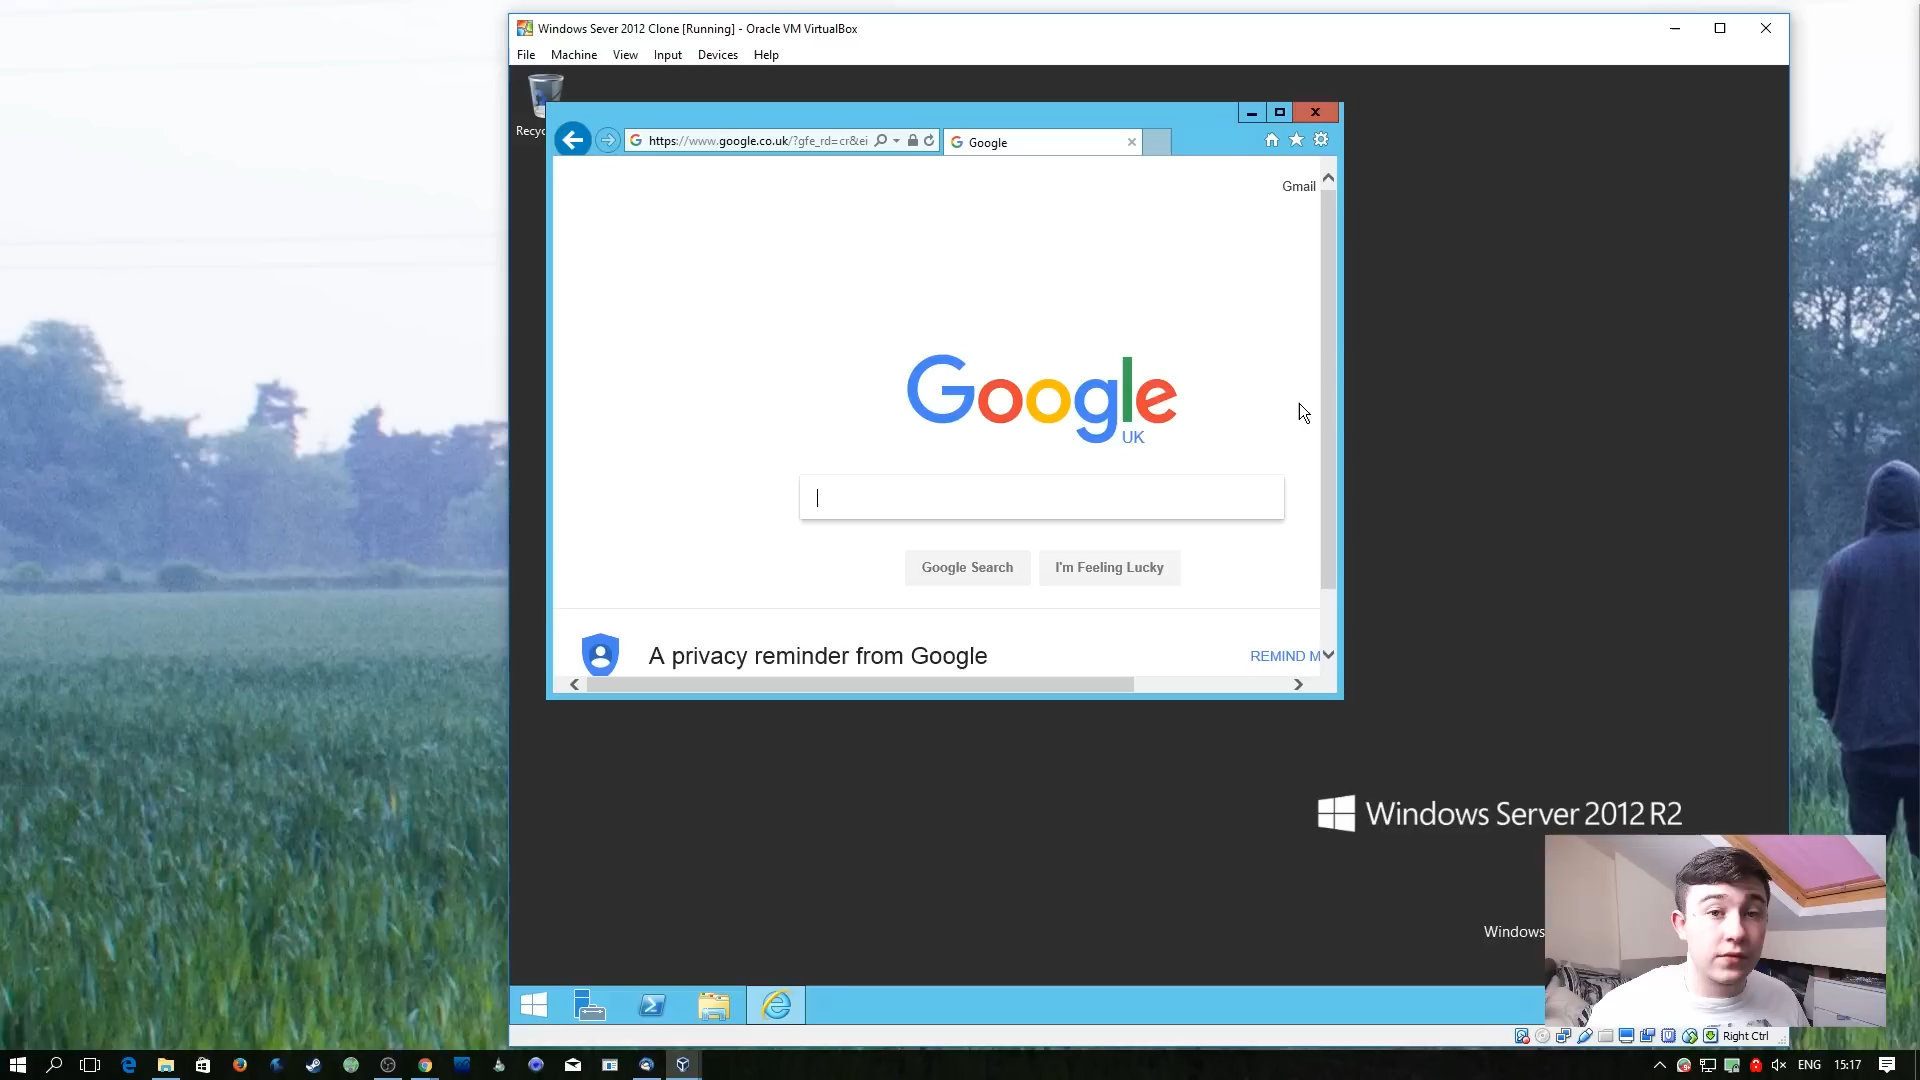 Windows Sever 2012 Clone [Running] - Oracle VM VirtualBox
File Machine View Input Devices Help
Recyc
https://www.google.co.uk/?gfe_rd=cr&ei
Google
Gmail
Google
UK
Google Search
I'm Feeling Lucky
A privacy reminder from Google
REMIND M
Windows Server 2012 R2
Windows
Right Ctrl
ENG
15:17